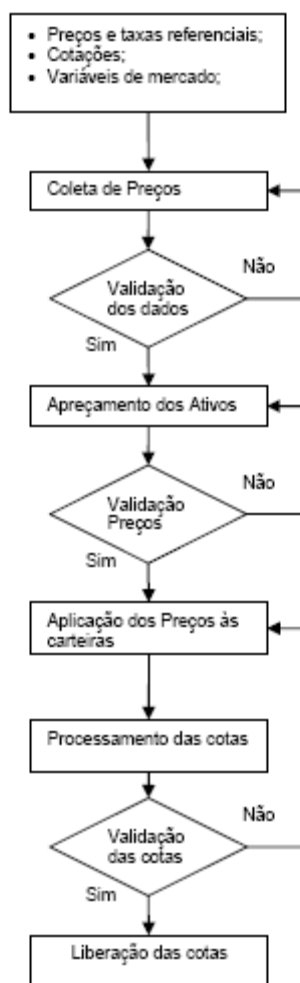 • Preços e taxas referenciais;
• Cotações;
• Variáveis de mercado;
Coleta de Preços
Não
Validação
dos dados
Sim
Apreçamento dos Ativos
Não
Validação
Preços
Sim
Aplicação dos Preços às
carteiras
Processamento das cotas
Não
Validação
das cotas
Sim
Liberação das cotas